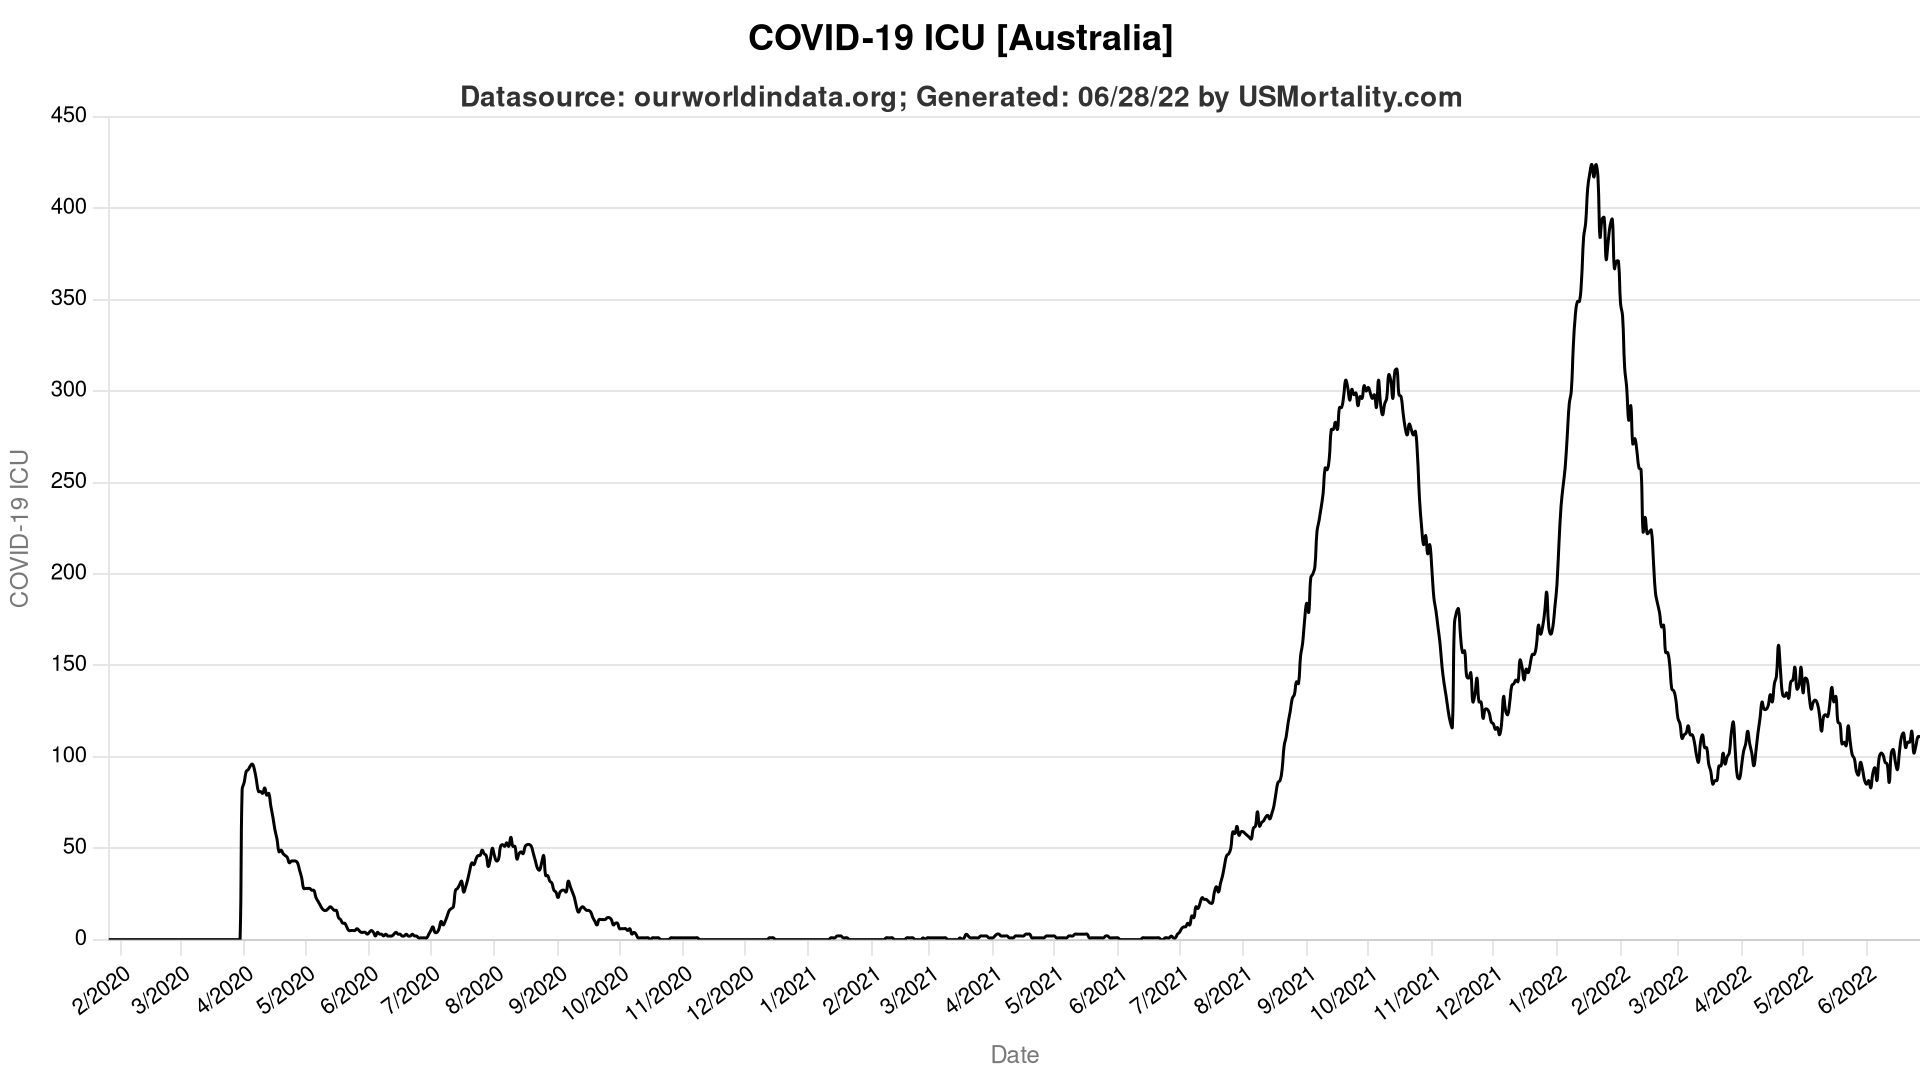 COVID-19 ICU [Australia]
Datasource: ourworldindata.org; Generated: 06/28/22 by USMortality.com
450
400
350
300
250
200
150
100
50
0
COVID-19 ICU
2/2020 3/2020 4/2020 5/2020 6/2020 7/2020 8/2020 9/2020 10/2020 11/2020 12/2020 1/2021 2/2021 3/2021 4/2021 5/2021 6/2021 7/2021 8/2021 9/2021 10/2021 11/2021 12/2021 1/2022 2/2022 3/2022 4/2022 5/2022 6/2022
Date